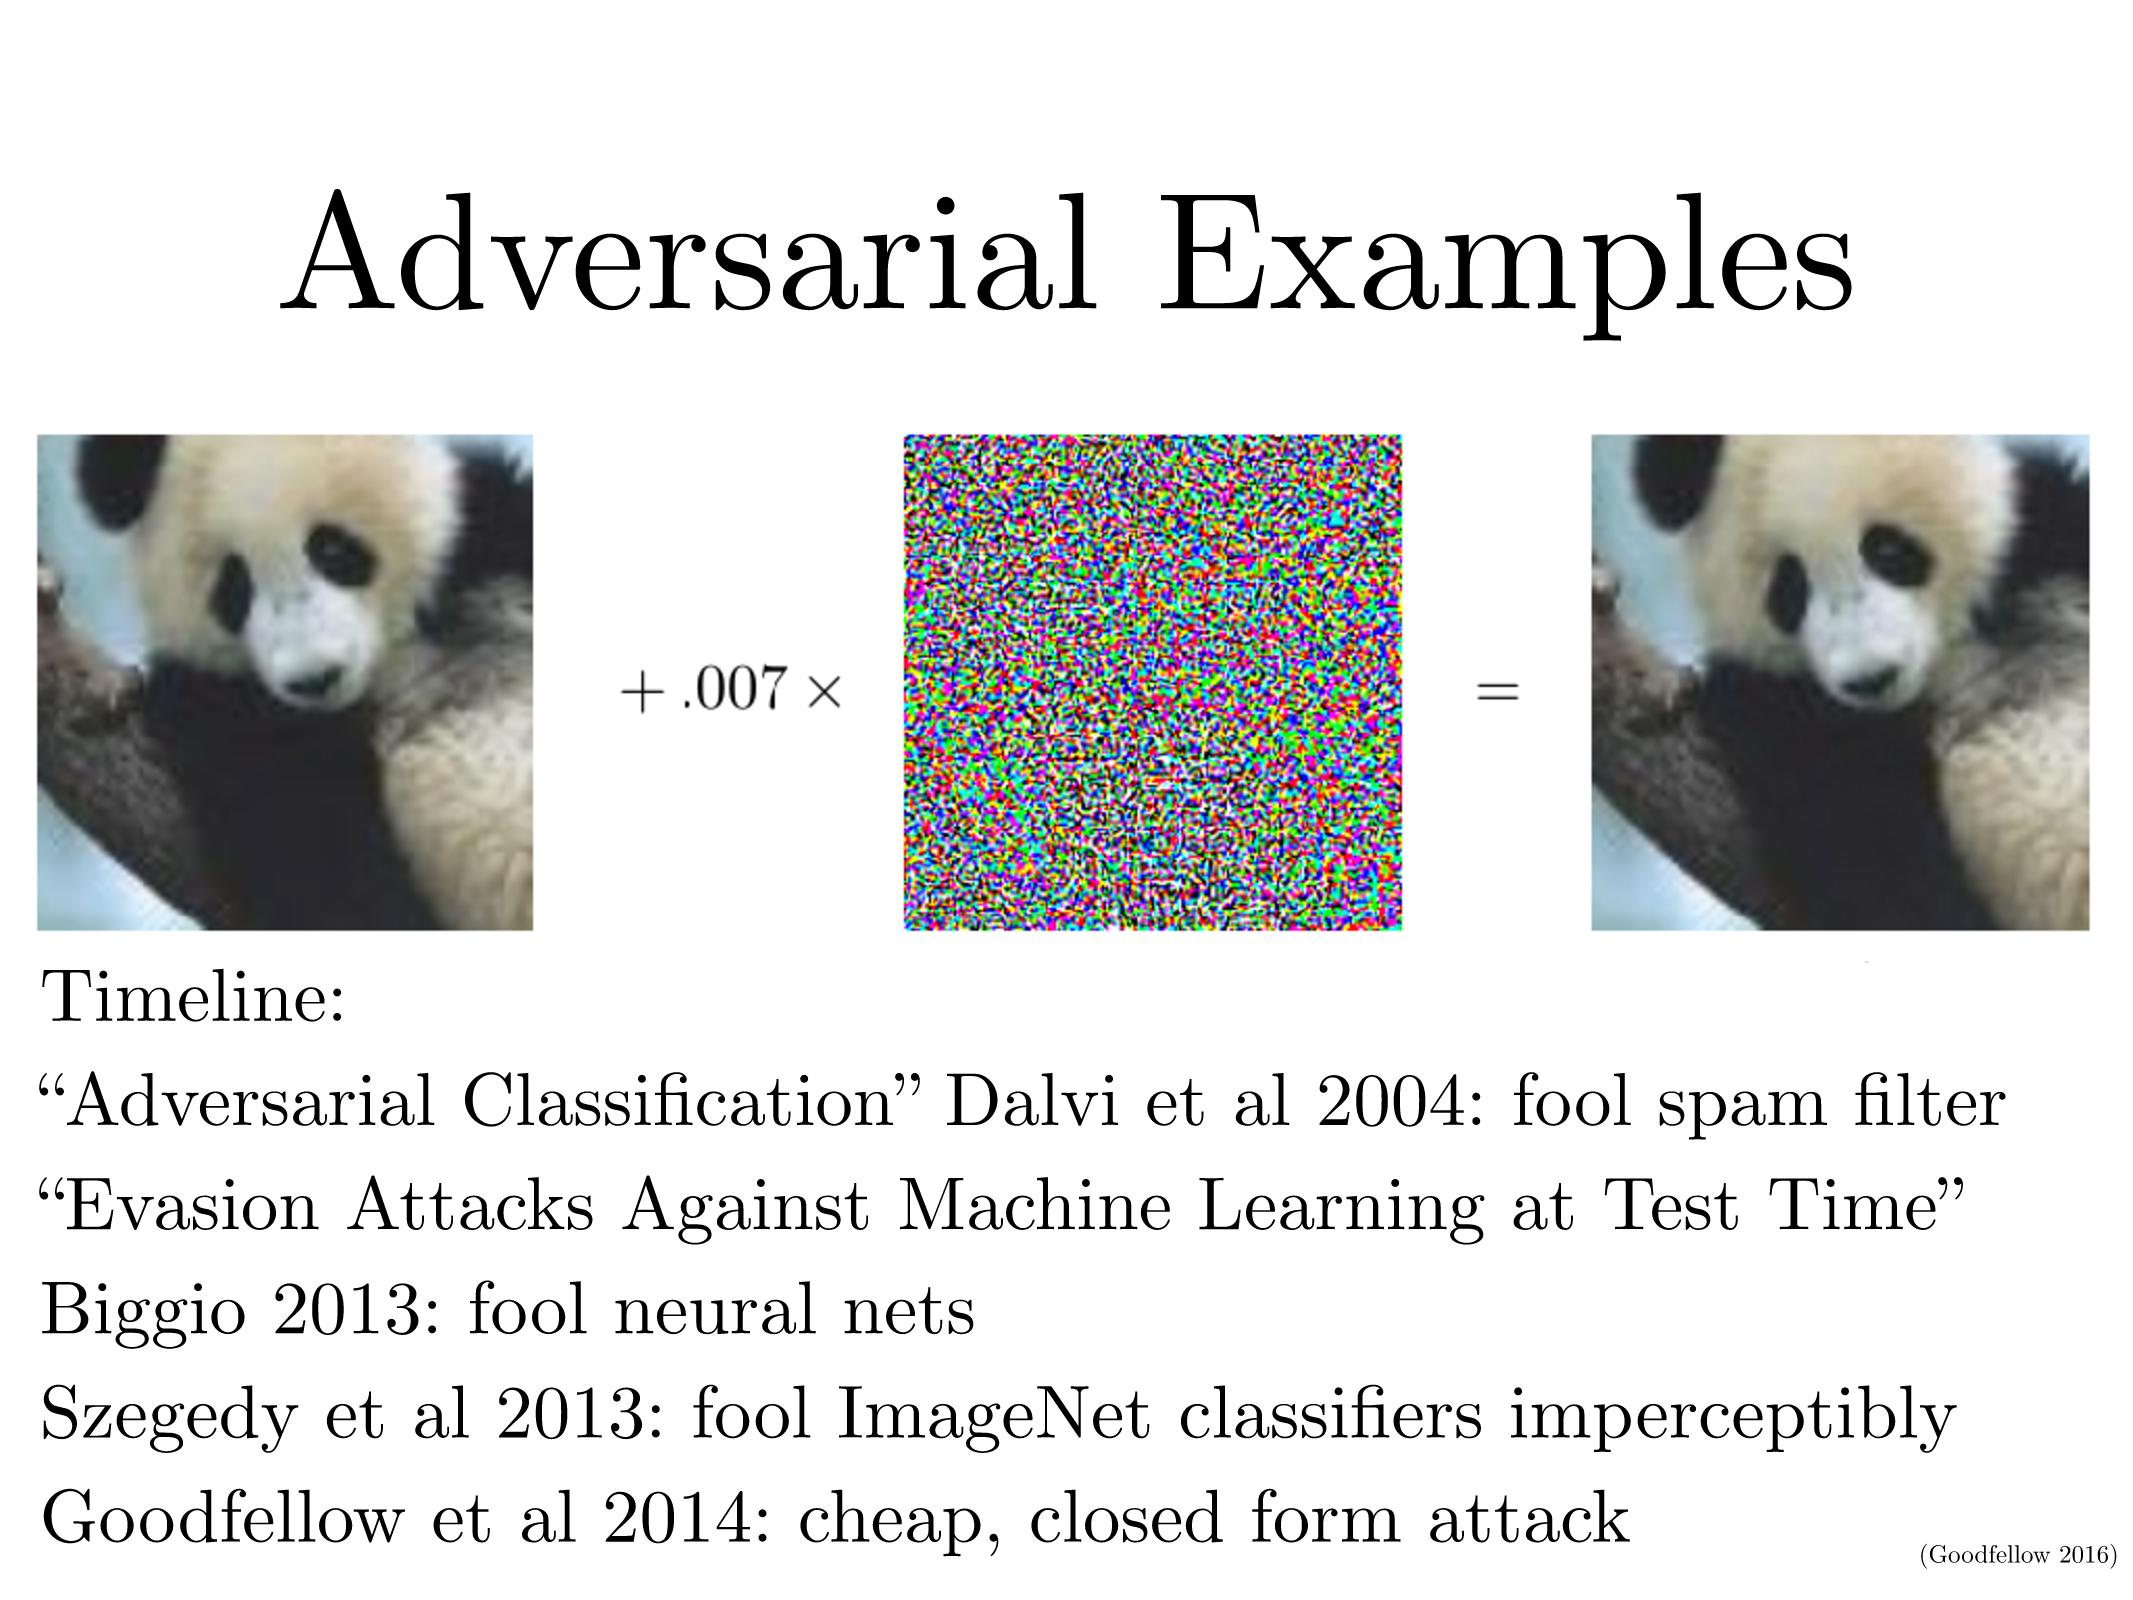 Adversarial Examples
+ .007 × =
Timeline:
“Adversarial Classification” Dalvi et al 2004: fool spam filter
“Evasion Attacks Against Machine Learning at Test Time”
Biggio 2013: fool neural nets
Szegedy et al 2013: fool ImageNet classifiers imperceptibly
Goodfellow et al 2014: cheap, closed form attack
(Goodfellow 2016)